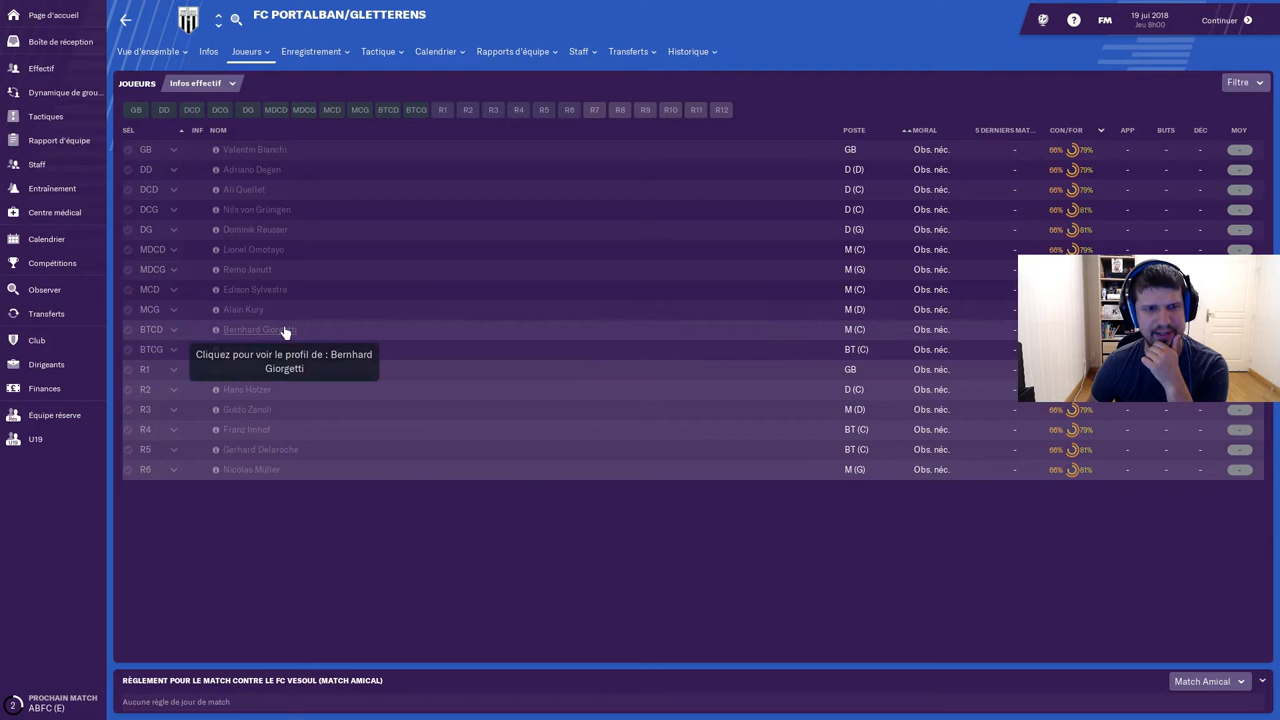 Page d'accueil
Boîte de réception
Effectif
Dynamique de grou...
Tactiques
Rapport d'équipe
Staff
Entraînement
Centre médical
Calendrier
Compétitions
Observer
Transferts
Club
Dirigeants
Finances
Équipe réserve
U19
2 PROCHAIN MATCH
ABFC (E)
FC PORTALBAN/GLETTERENS
FM
19 jui 2018
Jeu 8h00
Continuer
Vue d'ensemble Infos Joueurs Enregistrement Tactique Calendrier Rapports d'équipe Staff Transferts Historique
JOUEURS Infos effectif Filtre
GB DD DCD DCG DG MDCD MDCG MCD MCG BTCD BTCG R1 R2 R3 R4 R5 R6 R7 R8 R9 R10 R11 R12
SÉL INF NOM POSTE MORAL 5 DERNIERS MAT... CON/FOR APP BUTS DÉC MOY
GB Valentin Bianchi GB Obs. néc. - 66% 79% - - - -
DD Adriano Degen D (D) Obs. néc. - 66% 79% - - - -
DCD Ali Quellet D (C) Obs. néc. - 66% 79% - - - -
DCG Nils von Grünigen D (C) Obs. néc. - 66% 81% - - - -
DG Dominik Reusser D (G) Obs. néc. - 66% 81% - - - -
MDCD Lionel Omotayo M (C) Obs. néc. - 66% 79% - - - -
MDCG Remo Janutt M (G) Obs. néc. -
MCD Edison Sylvestre M (C) Obs. néc. -
MCG Alain Kury M (D) Obs. néc. -
BTCD Bernhard Giorgetti M (C) Obs. néc. -
BTCG BT (C) Obs. néc. -
Cliquez pour voir le profil de : Bernhard
Giorgetti
R1 GB Obs. néc. -
R2 Hans Holzer D (C) Obs. néc. -
R3 Guido Zanoli M (D) Obs. néc. - 66% 79% - - - -
R4 Franz Imhof BT (C) Obs. néc. - 66% 79% - - - -
R5 Gerhard Delaroche BT (C) Obs. néc. - 66% 81% - - - -
R6 Nicolas Müller M (G) Obs. néc. - 66% 81% - - - -
RÈGLEMENT POUR LE MATCH CONTRE LE FC VESOUL (MATCH AMICAL) Match Amical
Aucune règle de jour de match